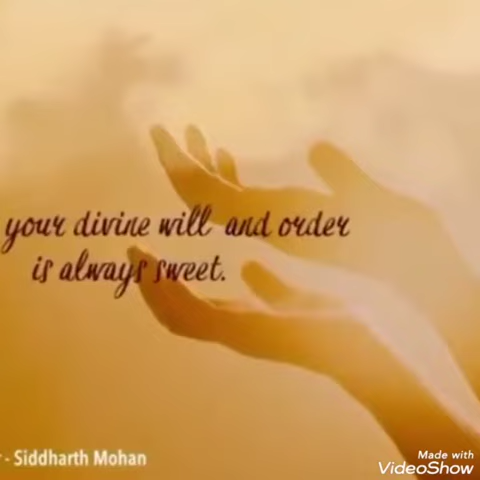 your divine will and order
is always sweet.
- Siddharth Mohan
Made with
VideoShow